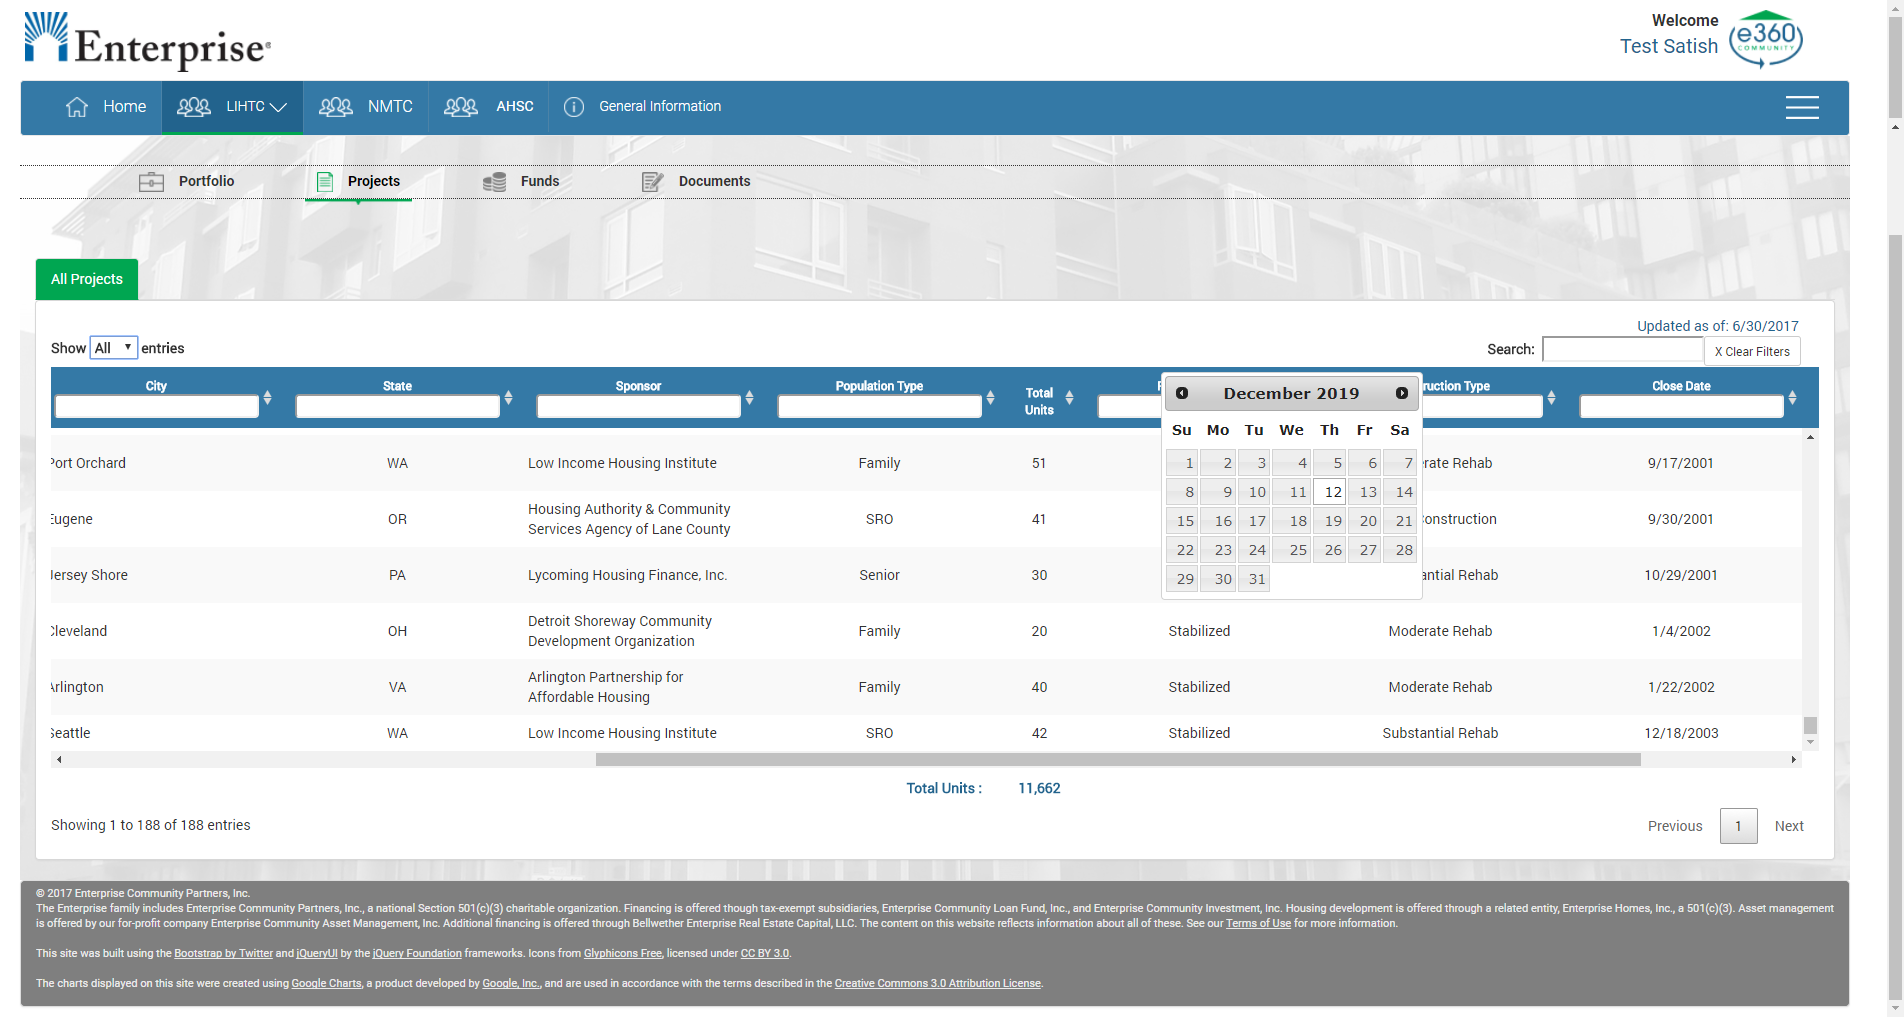 Enterprise®
Welcome
Test Satish
e360
COMMUNITY
Home
LIHTC
NMTC
AHSC
General Information
Portfolio
Projects
Funds
Documents
All Projects
Updated as of: 6/30/2017
Show All entries
Search:
X Clear Filters
City
State
Sponsor
Population Type
Total
Units
ruction Type
Close Date
December 2019
Su Mo Tu We Th Fr Sa
1 2 3 4 5 6 7
8 9 10 11 12 13 14
15 16 17 18 19 20 21
22 23 24 25 26 27 28
29 30 31
Port Orchard WA Low Income Housing Institute Family 51 rate Rehab 9/17/2001
Eugene OR Housing Authority & Community
Services Agency of Lane County SRO 41 onstruction 9/30/2001
Jersey Shore PA Lycoming Housing Finance, Inc. Senior 30 antial Rehab 10/29/2001
Cleveland OH Detroit Shoreway Community
Development Organization Family 20 Stabilized Moderate Rehab 1/4/2002
Arlington VA Arlington Partnership for
Affordable Housing Family 40 Stabilized Moderate Rehab 1/22/2002
Seattle WA Low Income Housing Institute SRO 42 Stabilized Substantial Rehab 12/18/2003
Total Units : 11,662
Showing 1 to 188 of 188 entries
Previous 1 Next
© 2017 Enterprise Community Partners, Inc.
The Enterprise family includes Enterprise Community Partners, Inc., a national Section 501(c)(3) charitable organization. Financing is offered though tax-exempt subsidiaries, Enterprise Community Loan Fund, Inc., and Enterprise Community Investment, Inc. Housing development is offered through a related entity, Enterprise Homes, Inc., a 501(c)(3). Asset management
is offered by our for-profit company Enterprise Community Asset Management, Inc. Additional financing is offered through Bellwether Enterprise Real Estate Capital, LLC. The content on this website reflects information about all of these. See our Terms of Use for more information.
This site was built using the Bootstrap by Twitter and jQueryUI by the jQuery Foundation frameworks. Icons from Glyphicons Free, licensed under CC BY 3.0.
The charts displayed on this site were created using Google Charts, a product developed by Google, Inc., and are used in accordance with the terms described in the Creative Commons 3.0 Attribution License.